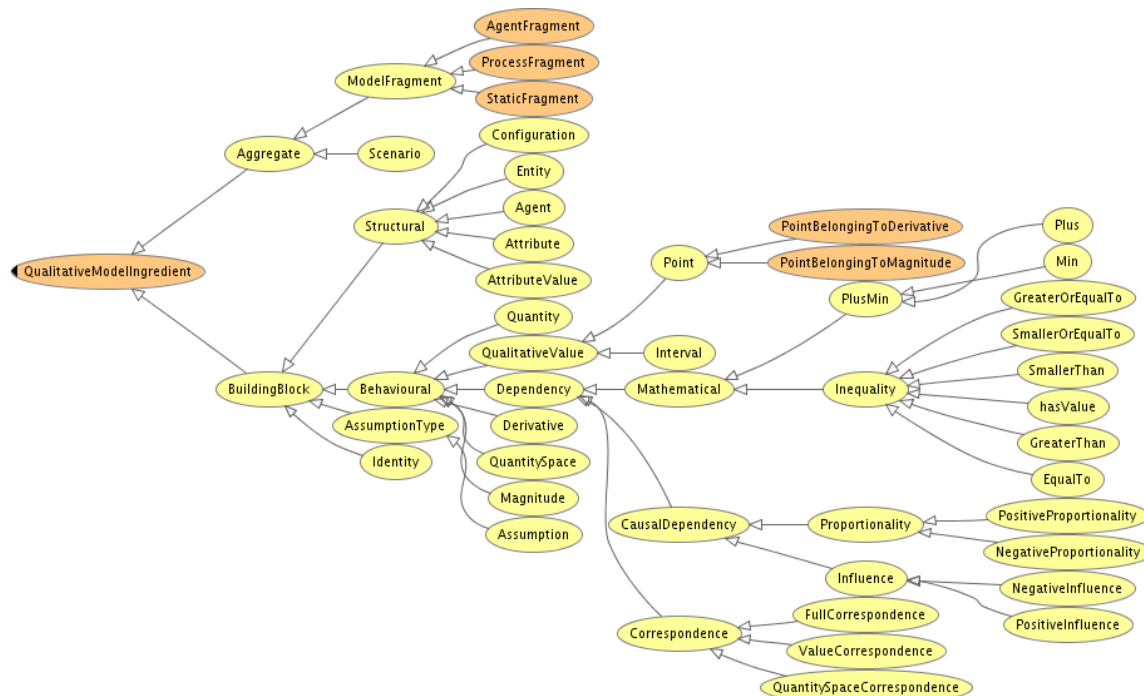 AgentFragment
ProcessFragment
ModelFragment
StaticFragment
Configuration
Aggregate
Scenario
Entity
Agent
Structural
PointBelongingToDerivative
Plus
Attribute
QualitativeModelIngredient
Point
PointBelongingToMagnitude
Min
AttributeValue
PlusMin
GreaterOrEqualTo
Quantity
SmallerOrEqualTo
QualitativeValue
Interval
SmallerThan
BuildingBlock
Behavioural
Dependency
Mathematical
Inequality
hasValue
AssumptionType
Derivative
GreaterThan
Identity
QuantitySpace
EqualTo
Magnitude
PositiveProportionality
CausalDependency
Proportionality
Assumption
NegativeProportionality
Influence
NegativeInfluence
FullCorrespondence
PositiveInfluence
Correspondence
ValueCorrespondence
QuantitySpaceCorrespondence